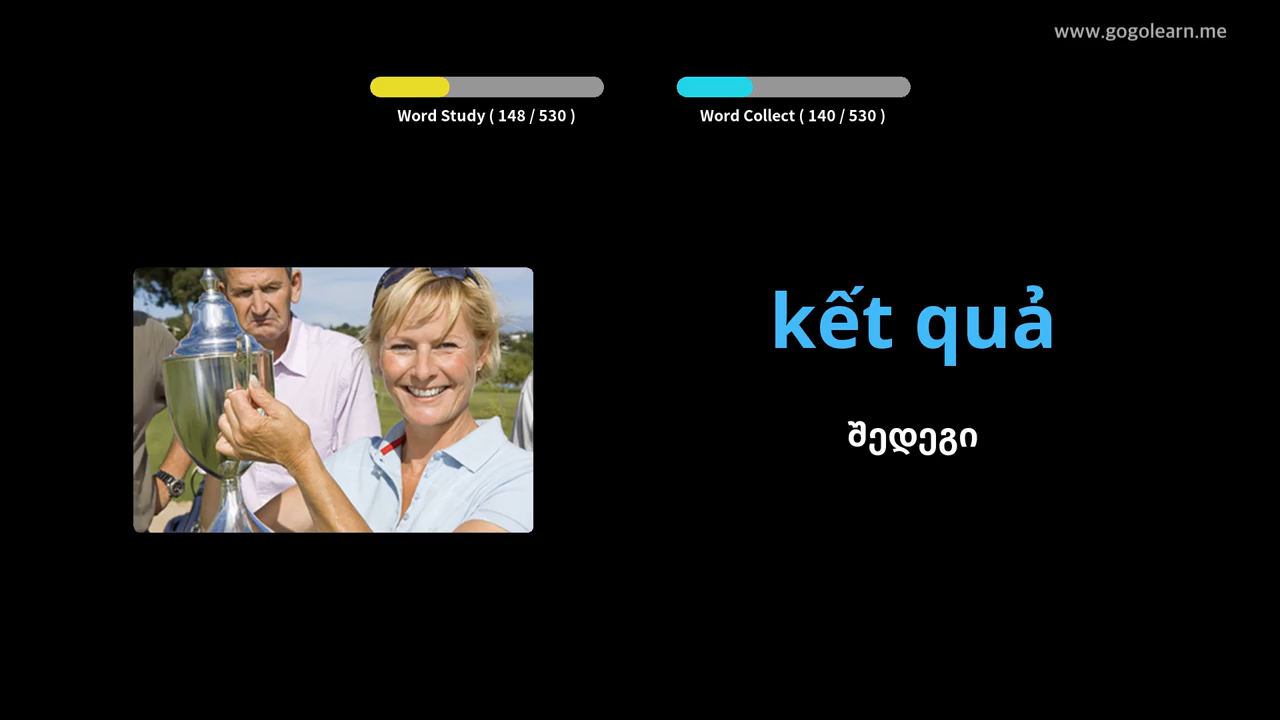 www.gogolearn.me
Word Study ( 148 / 530 )
Word Collect ( 140 / 530 )
kết quả
შედეგი